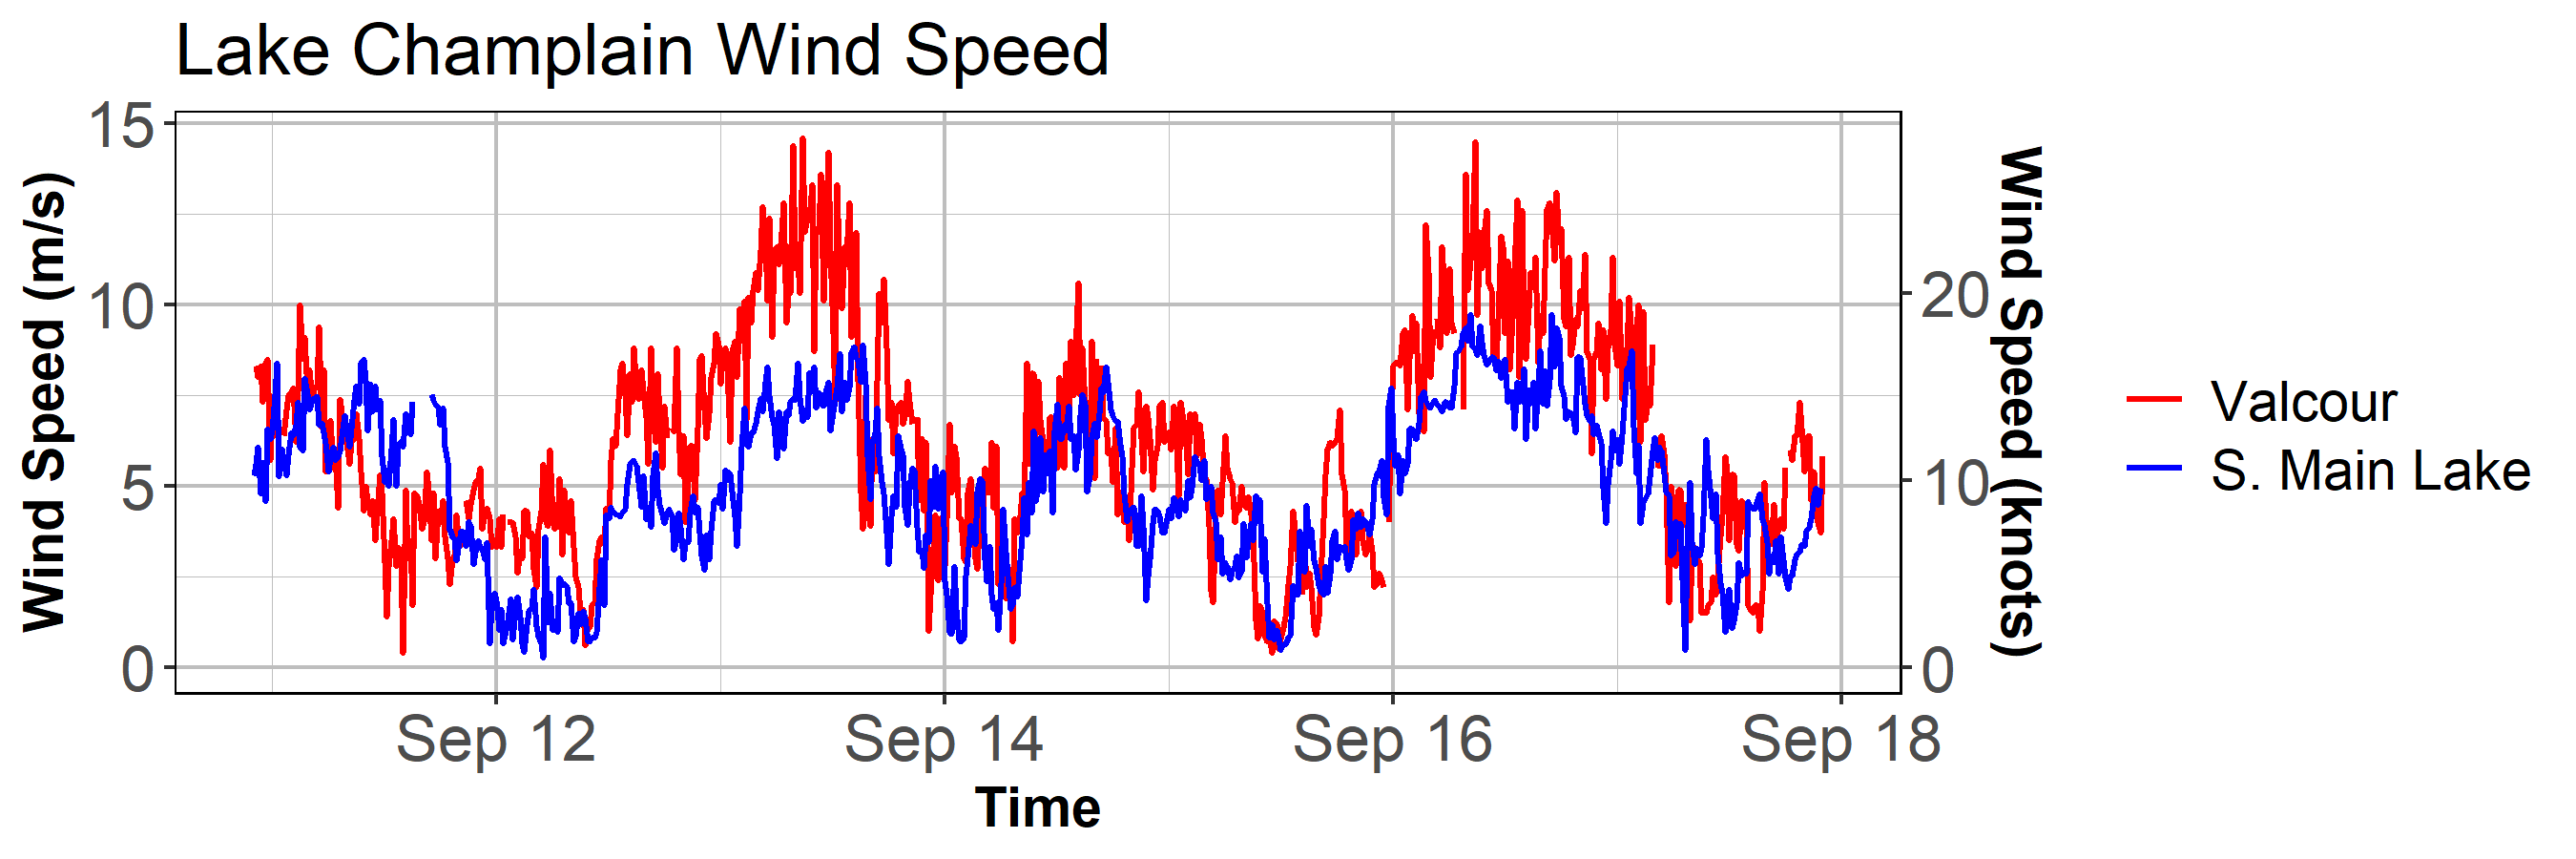 Lake Champlain Wind Speed
Wind Speed (m/s)
15
10
5
0
Sep 12
Sep 14
Sep 16
Sep 18
Time
20
10
0
Wind Speed (knots)
Valcour
S. Main Lake